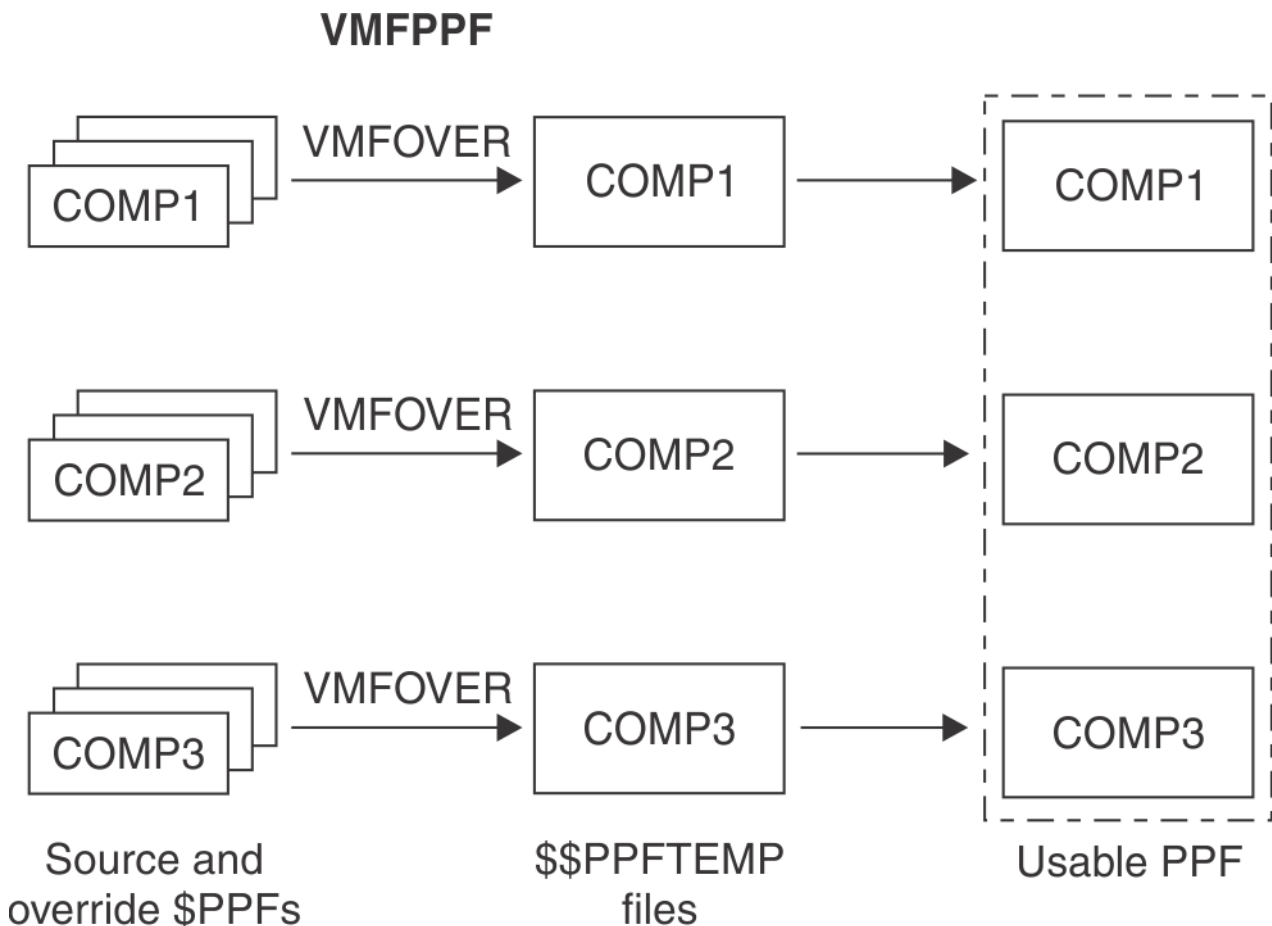 VMFPPF
COMP1
VMFOVER
COMP1
COMP1
COMP2
VMFOVER
COMP2
COMP2
COMP3
VMFOVER
COMP3
COMP3
Source and
override $PPFs
$$PPFTEMP
files
Usable PPF